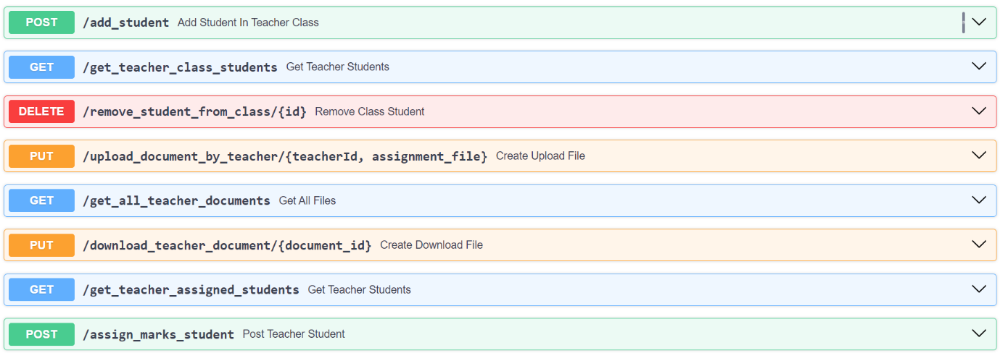 POST /add_student Add Student In Teacher Class
GET /get_teacher_class_students Get Teacher Students
DELETE /remove_student_from_class/{id} Remove Class Student
PUT /upload_document_by_teacher/{teacherId, assignment_file} Create Upload File
GET /get_all_teacher_documents Get All Files
PUT /download_teacher_document/{document_id} Create Download File
GET /get_teacher_assigned_students Get Teacher Students
POST /assign_marks_student Post Teacher Student